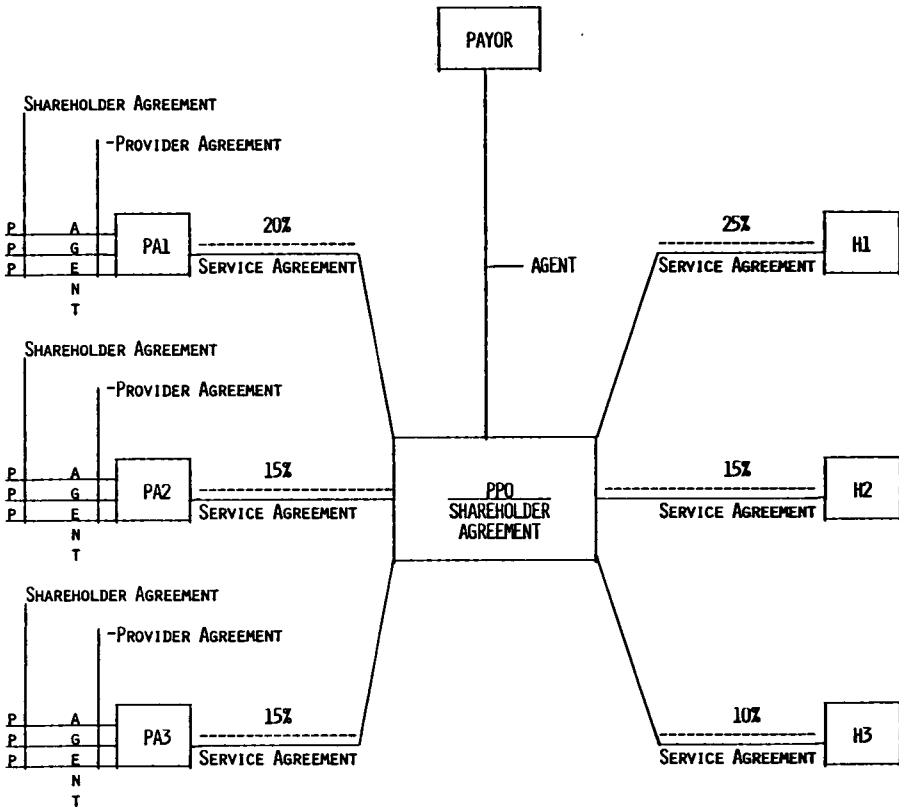 PAYOR
SHAREHOLDER AGREEMENT
-PROVIDER AGREEMENT
P
P
P
A
G
E
N
T
PA1
20%
SERVICE AGREEMENT
AGENT
25%
SERVICE AGREEMENT
H1
SHAREHOLDER AGREEMENT
-PROVIDER AGREEMENT
P
P
P
A
G
E
N
T
PA2
15%
SERVICE AGREEMENT
PPO
SHAREHOLDER
AGREEMENT
15%
SERVICE AGREEMENT
H2
SHAREHOLDER AGREEMENT
-PROVIDER AGREEMENT
P
P
P
A
G
E
N
T
PA3
15%
SERVICE AGREEMENT
10%
SERVICE AGREEMENT
H3